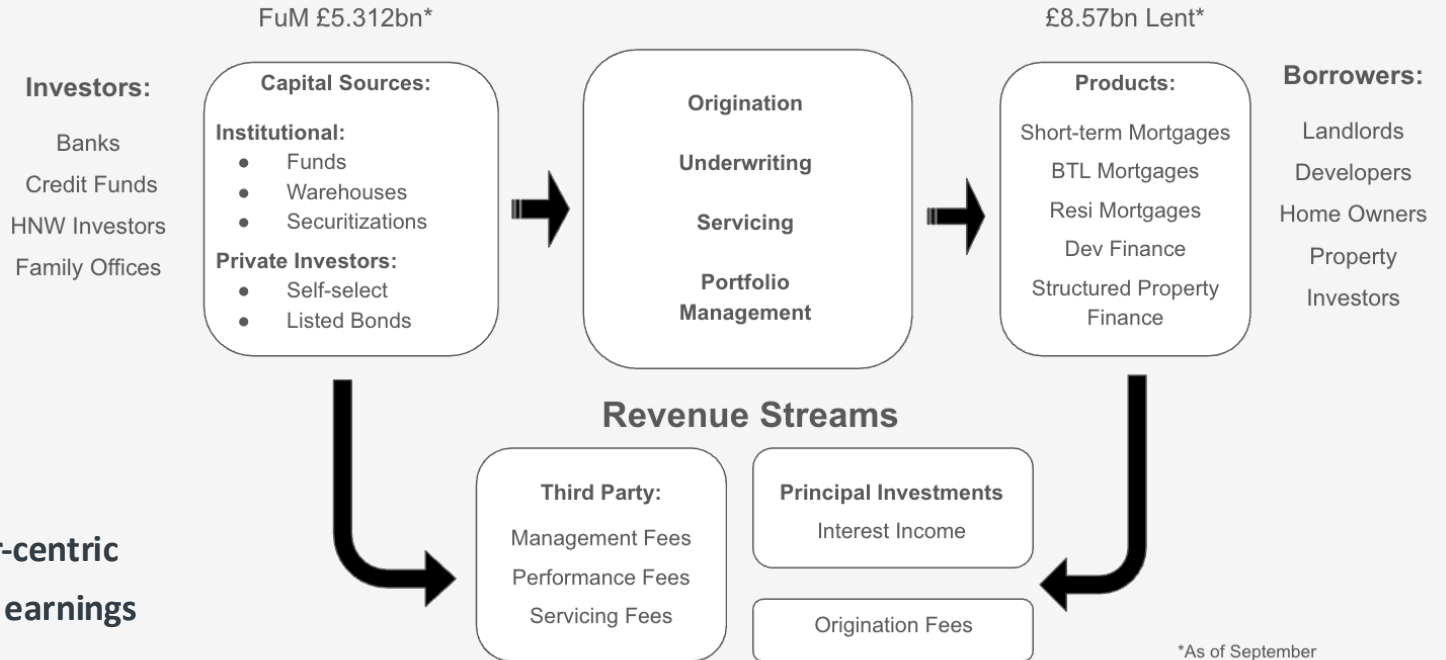 FuM £5.312bn*
£8.57bn Lent*
Investors:
Banks
Credit Funds
HNW Investors
Family Offices
Capital Sources:
Institutional:
● Funds
● Warehouses
● Securitizations
Private Investors:
● Self-select
● Listed Bonds
Origination
Underwriting
Servicing
Portfolio
Management
Products:
Short-term Mortgages
BTL Mortgages
Resi Mortgages
Dev Finance
Structured Property
Finance
Borrowers:
Landlords
Developers
Home Owners
Property
Investors
Revenue Streams
Third Party:
Management Fees
Performance Fees
Servicing Fees
Principal Investments
Interest Income
Origination Fees
-centric
earnings
*As of September